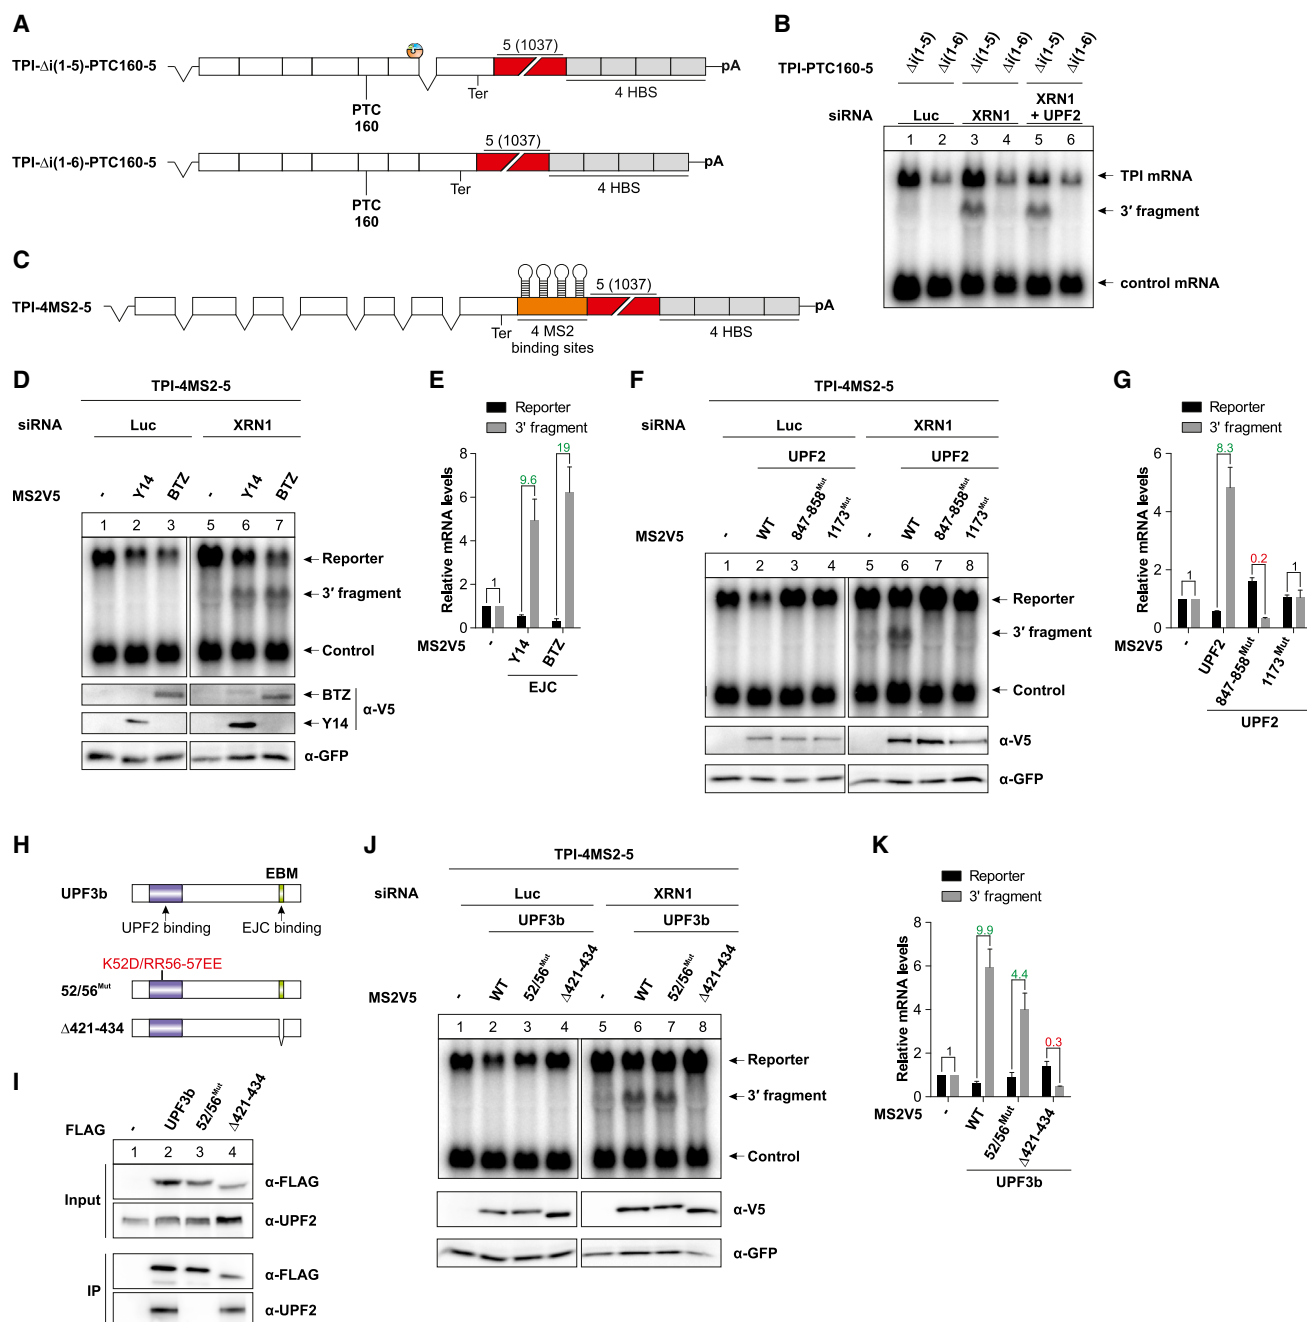 A
TPI-Δi(1-5)-PTC160-5
5 (1037)
pA
PTC
160
Ter
4 HBS
TPI-Δi(1-6)-PTC160-5
5 (1037)
pA
PTC
160
Ter
4 HBS
B
TPI-PTC160-5
Δi(1-5)
Δi(1-6)
Δi(1-5)
Δi(1-6)
Δi(1-5)
Δi(1-6)
siRNA
Luc
XRN1
XRN1
+ UPF2
1 2 3 4 5 6
TPI mRNA
3′ fragment
control mRNA
C
TPI-4MS2-5
5 (1037)
pA
Ter
4 MS2
binding sites
4 HBS
D
TPI-4MS2-5
siRNA
Luc
XRN1
MS2V5
- Y14 BTZ - Y14 BTZ
1 2 3 5 6 7
Reporter
3′ fragment
Control
BTZ
Y14
α-V5
α-GFP
E
Reporter
3′ fragment
Relative mRNA levels
8
6
4
2
0
1
9.6
19
MS2V5
- Y14 BTZ
EJC
F
TPI-4MS2-5
siRNA
Luc
XRN1
UPF2
UPF2
MS2V5
- WT 847-858Mut 1173Mut - WT 847-858Mut 1173Mut
1 2 3 4 5 6 7 8
Reporter
3′ fragment
Control
α-V5
α-GFP
G
Reporter
3′ fragment
Relative mRNA levels
6
4
2
0
1
8.3
0.2
1
MS2V5
- UPF2 847-858Mut 1173Mut
UPF2
H
EBM
UPF3b
UPF2 binding
EJC binding
K52D/RR56-57EE
52/56Mut
Δ421-434
I
FLAG
- UPF3b 52/56Mut Δ421-434
1 2 3 4
Input
α-FLAG
α-UPF2
IP
α-FLAG
α-UPF2
J
TPI-4MS2-5
siRNA
Luc
XRN1
UPF3b
UPF3b
MS2V5
- WT 52/56Mut Δ421-434 - WT 52/56Mut Δ421-434
1 2 3 4 5 6 7 8
Reporter
3′ fragment
Control
α-V5
α-GFP
K
Reporter
3′ fragment
Relative mRNA levels
8
6
4
2
0
1
9.9
4.4
0.3
MS2V5
- WT 52/56Mut Δ421-434
UPF3b